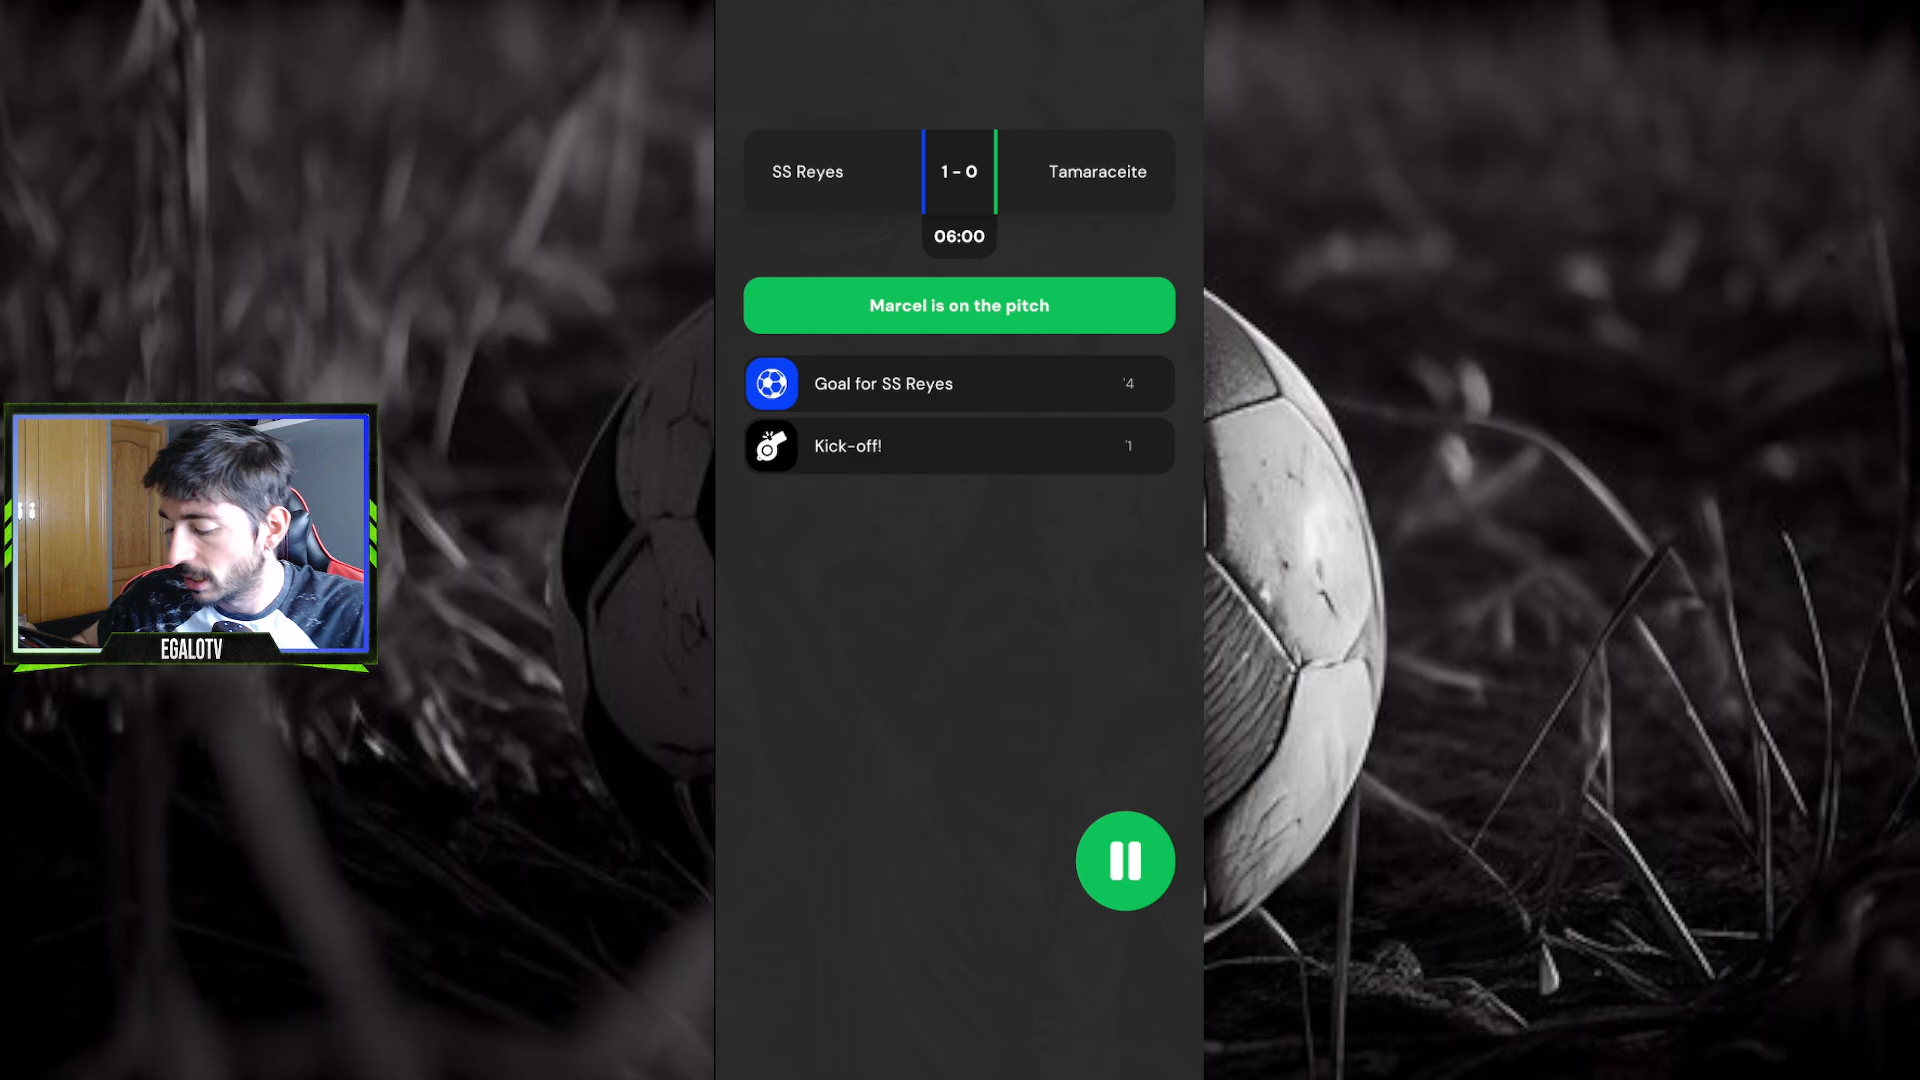 SS Reyes
1 - 0
Tamaraceite
06:00
Marcel is on the pitch
Goal for SS Reyes
'4
Kick-off!
'1
EGALOTV